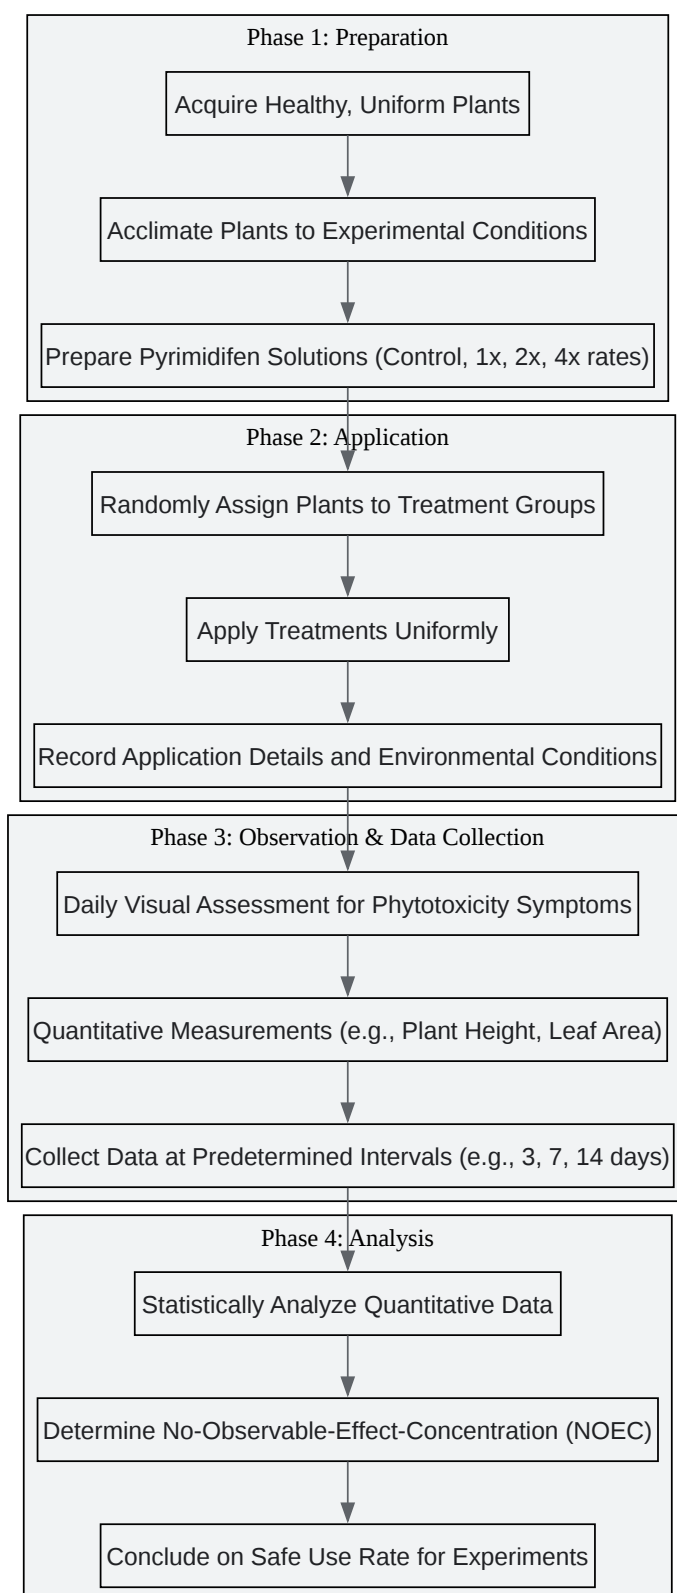 Phase 1: Preparation
Acquire Healthy, Uniform Plants
Acclimate Plants to Experimental Conditions
Prepare Pyrimidifen Solutions (Control, 1x, 2x, 4x rates)
Phase 2: Application
Randomly Assign Plants to Treatment Groups
Apply Treatments Uniformly
Record Application Details and Environmental Conditions
Phase 3: Observation & Data Collection
Daily Visual Assessment for Phytotoxicity Symptoms
Quantitative Measurements (e.g., Plant Height, Leaf Area)
Collect Data at Predetermined Intervals (e.g., 3, 7, 14 days)
Phase 4: Analysis
Statistically Analyze Quantitative Data
Determine No-Observable-Effect-Concentration (NOEC)
Conclude on Safe Use Rate for Experiments